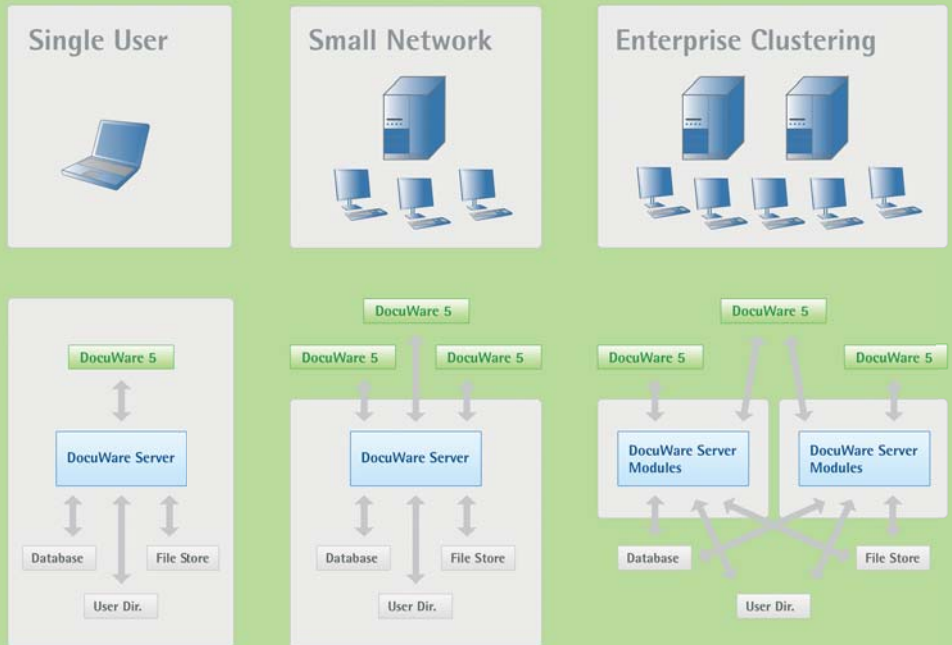 Single User
Small Network
Enterprise Clustering
DocuWare 5
DocuWare Server
Database
File Store
User Dir.
DocuWare 5
DocuWare 5
DocuWare 5
DocuWare Server
Database
File Store
User Dir.
DocuWare 5
DocuWare 5
DocuWare 5
DocuWare Server
Modules
DocuWare Server
Modules
Database
File Store
User Dir.